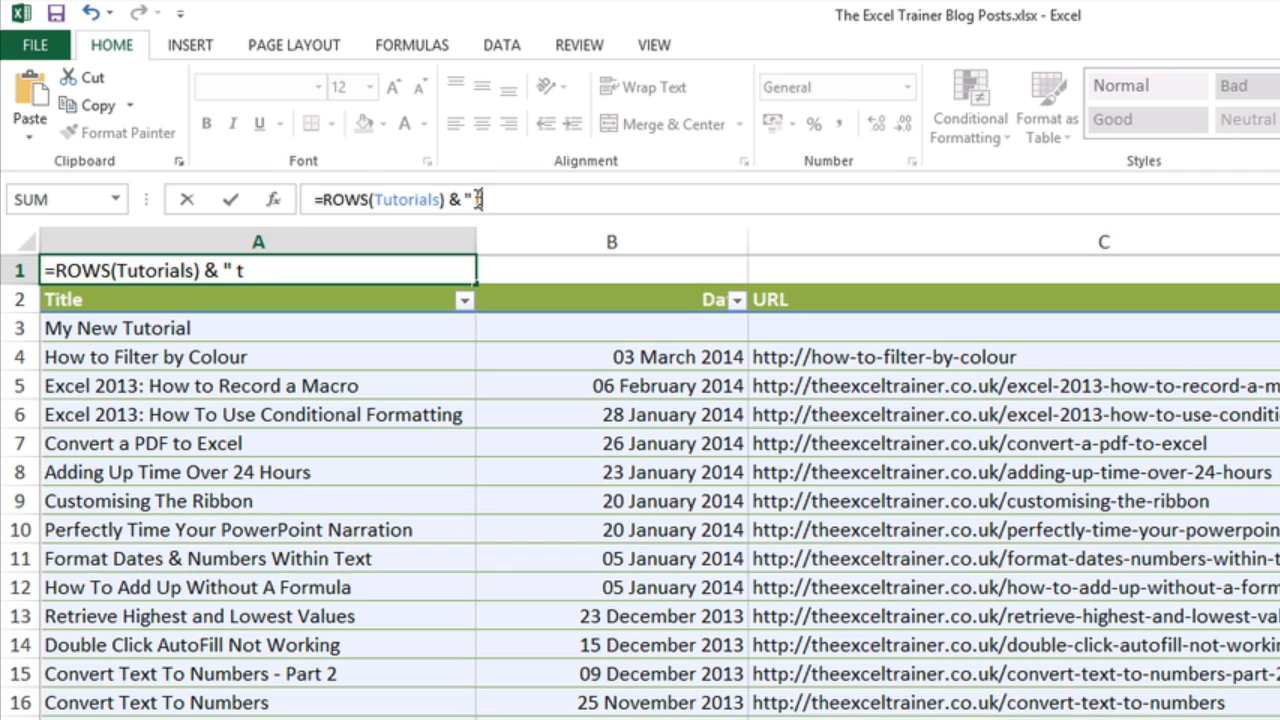 The Excel Trainer Blog Posts.xlsx - Excel
FILE HOME INSERT PAGE LAYOUT FORMULAS DATA REVIEW VIEW
Paste
Cut
Copy
Format Painter
Clipboard
12
B I U
Font
Wrap Text
Merge & Center
Alignment
General
%
Number
Conditional Formatting
Format as Table
Normal Bad
Good Neutral
Styles
SUM fx =ROWS(Tutorials) & "
A B C
1 =ROWS(Tutorials) & " t
2 Title Da URL
3 My New Tutorial
4 How to Filter by Colour 03 March 2014 http://how-to-filter-by-colour
5 Excel 2013: How to Record a Macro 06 February 2014 http://theexceltrainer.co.uk/excel-2013-how-to-record-a-m
6 Excel 2013: How To Use Conditional Formatting 28 January 2014 http://theexceltrainer.co.uk/excel-2013-how-to-use-conditi
7 Convert a PDF to Excel 26 January 2014 http://theexceltrainer.co.uk/convert-a-pdf-to-excel
8 Adding Up Time Over 24 Hours 23 January 2014 http://theexceltrainer.co.uk/adding-up-time-over-24-hours
9 Customising The Ribbon 20 January 2014 http://theexceltrainer.co.uk/customising-the-ribbon
10 Perfectly Time Your PowerPoint Narration 20 January 2014 http://theexceltrainer.co.uk/perfectly-time-your-powerpoin
11 Format Dates & Numbers Within Text 05 January 2014 http://theexceltrainer.co.uk/format-dates-numbers-within-t
12 How To Add Up Without A Formula 05 January 2014 http://theexceltrainer.co.uk/how-to-add-up-without-a-form
13 Retrieve Highest and Lowest Values 23 December 2013 http://theexceltrainer.co.uk/retrieve-highest-and-lowest-val
14 Double Click AutoFill Not Working 15 December 2013 http://theexceltrainer.co.uk/double-click-autofill-not-workin
15 Convert Text To Numbers - Part 2 09 December 2013 http://theexceltrainer.co.uk/convert-text-to-numbers-part-2
16 Convert Text To Numbers 25 November 2013 http://theexceltrainer.co.uk/convert-text-to-numbers